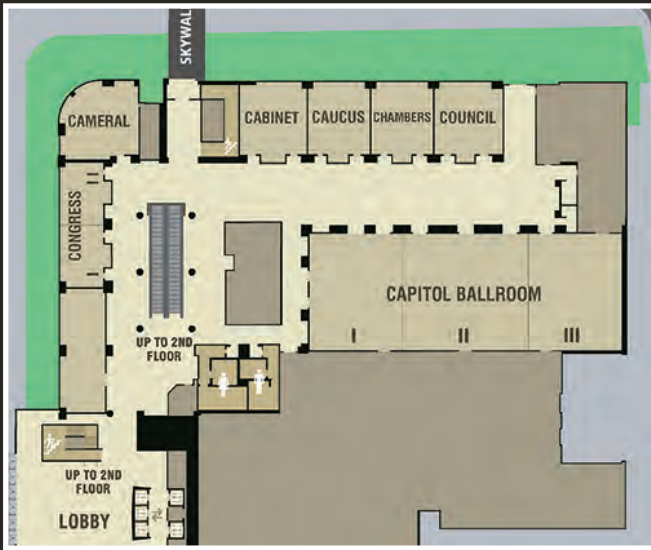 SKYWAL
CAMERAL
CABINET
CAUCUS
CHAMBERS
COUNCIL
CONGRESS
II
I
CAPITOL BALLROOM
I
II
III
UP TO 2ND
FLOOR
UP TO 2ND
FLOOR
LOBBY